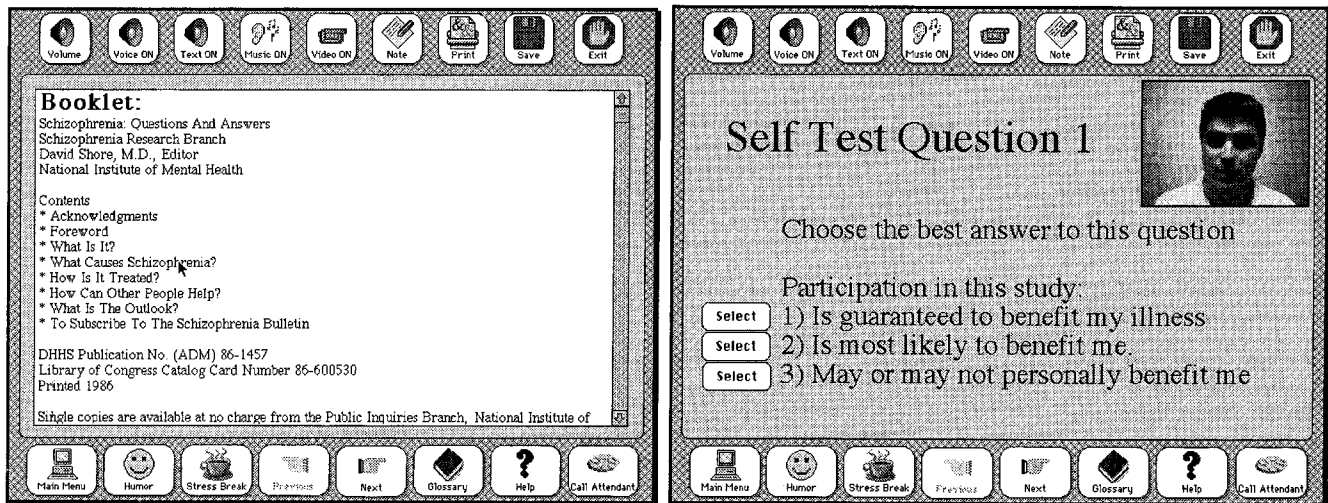 Volume Voice ON Text ON Music ON Video ON Note Print Save Exit
Booklet:
Schizophrenia: Questions And Answers
Schizophrenia Research Branch
David Shore, M.D., Editor
National Institute of Mental Health
Contents
* Acknowledgments
* Foreword
* What Is It?
* What Causes Schizophrenia?
* How Is It Treated?
* How Can Other People Help?
* What Is The Outlook?
* To Subscribe To The Schizophrenia Bulletin
DHHS Publication No. (ADM) 86-1457
Library of Congress Catalog Card Number 86-600530
Printed 1986
Single copies are available at no charge from the Public Inquiries Branch, National Institute of
Main Menu Humor Stress Break Previous Next Glossary Help Call Attendant
Volume Voice ON Text ON Music ON Video ON Note Print Save Exit
Self Test Question 1
Choose the best answer to this question
Participation in this study:
Select 1) Is guaranteed to benefit my illness
Select 2) Is most likely to benefit me.
Select 3) May or may not personally benefit me
Main Menu Humor Stress Break Previous Next Glossary Help Call Attendant